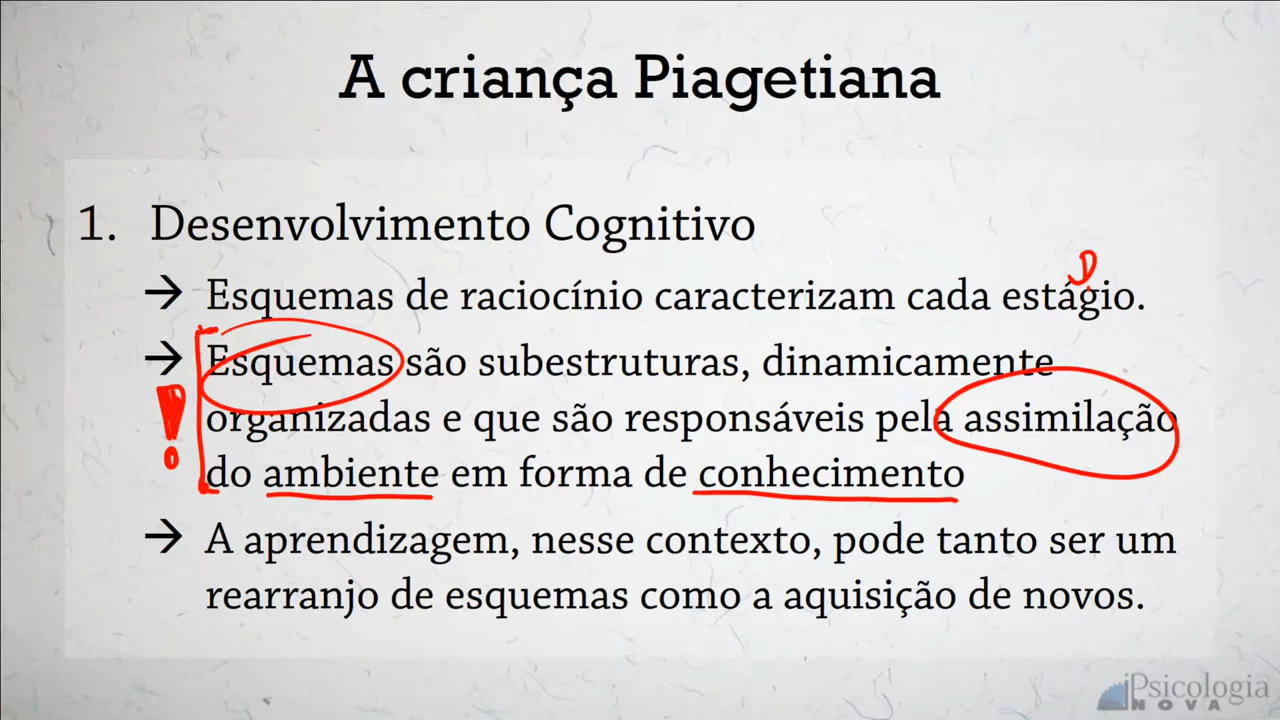 A criança Piagetiana
1. Desenvolvimento Cognitivo
→ Esquemas de raciocínio caracterizam cada estágio.
→ Esquemas são subestruturas, dinamicamente
organizadas e que são responsáveis pela assimilação
do ambiente em forma de conhecimento
→ A aprendizagem, nesse contexto, pode tanto ser um
rearranjo de esquemas como a aquisição de novos.
Psicologia
NOVA